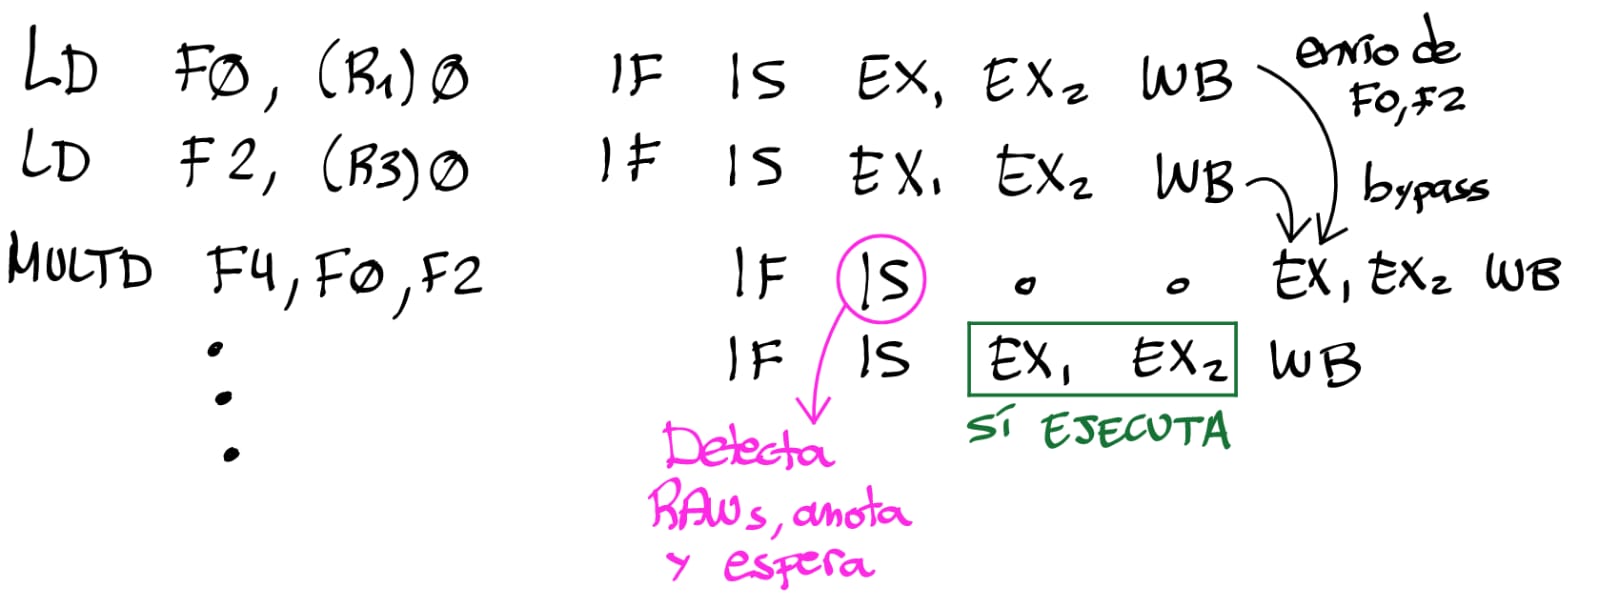 LD F0, (R1)0 IF IS EX1 EX2 WB
envío de
F0, F2
LD F2, (R3)0 IF IS EX1 EX2 WB
bypass
MULTD F4, F0, F2 IF IS EX1 EX2 WB
IF IS EX1 EX2 WB
SÍ EJECUTA
Detecta
RAWs, anota
y espera